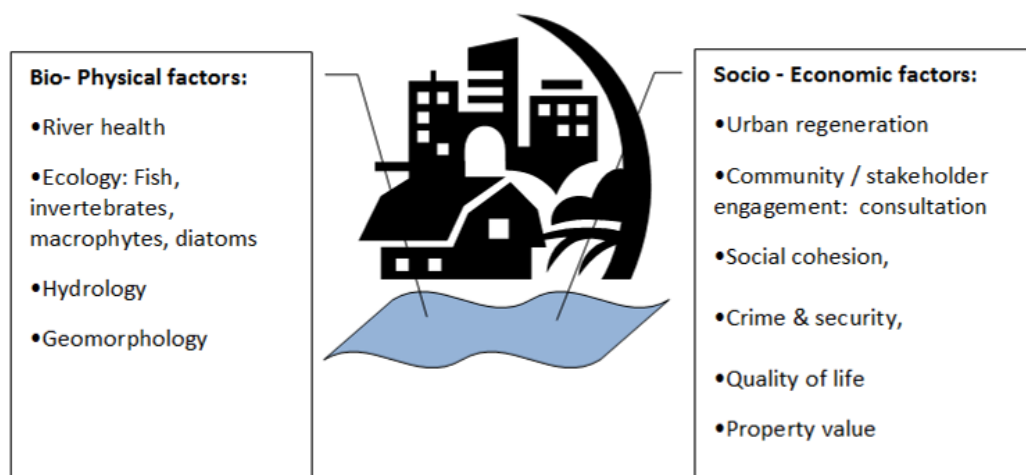 Bio- Physical factors:
•River health
•Ecology: Fish,
invertebrates,
macrophytes, diatoms
•Hydrology
•Geomorphology
Socio - Economic factors:
•Urban regeneration
•Community / stakeholder
engagement:  consultation
•Social cohesion,
•Crime & security,
•Quality of life
•Property value